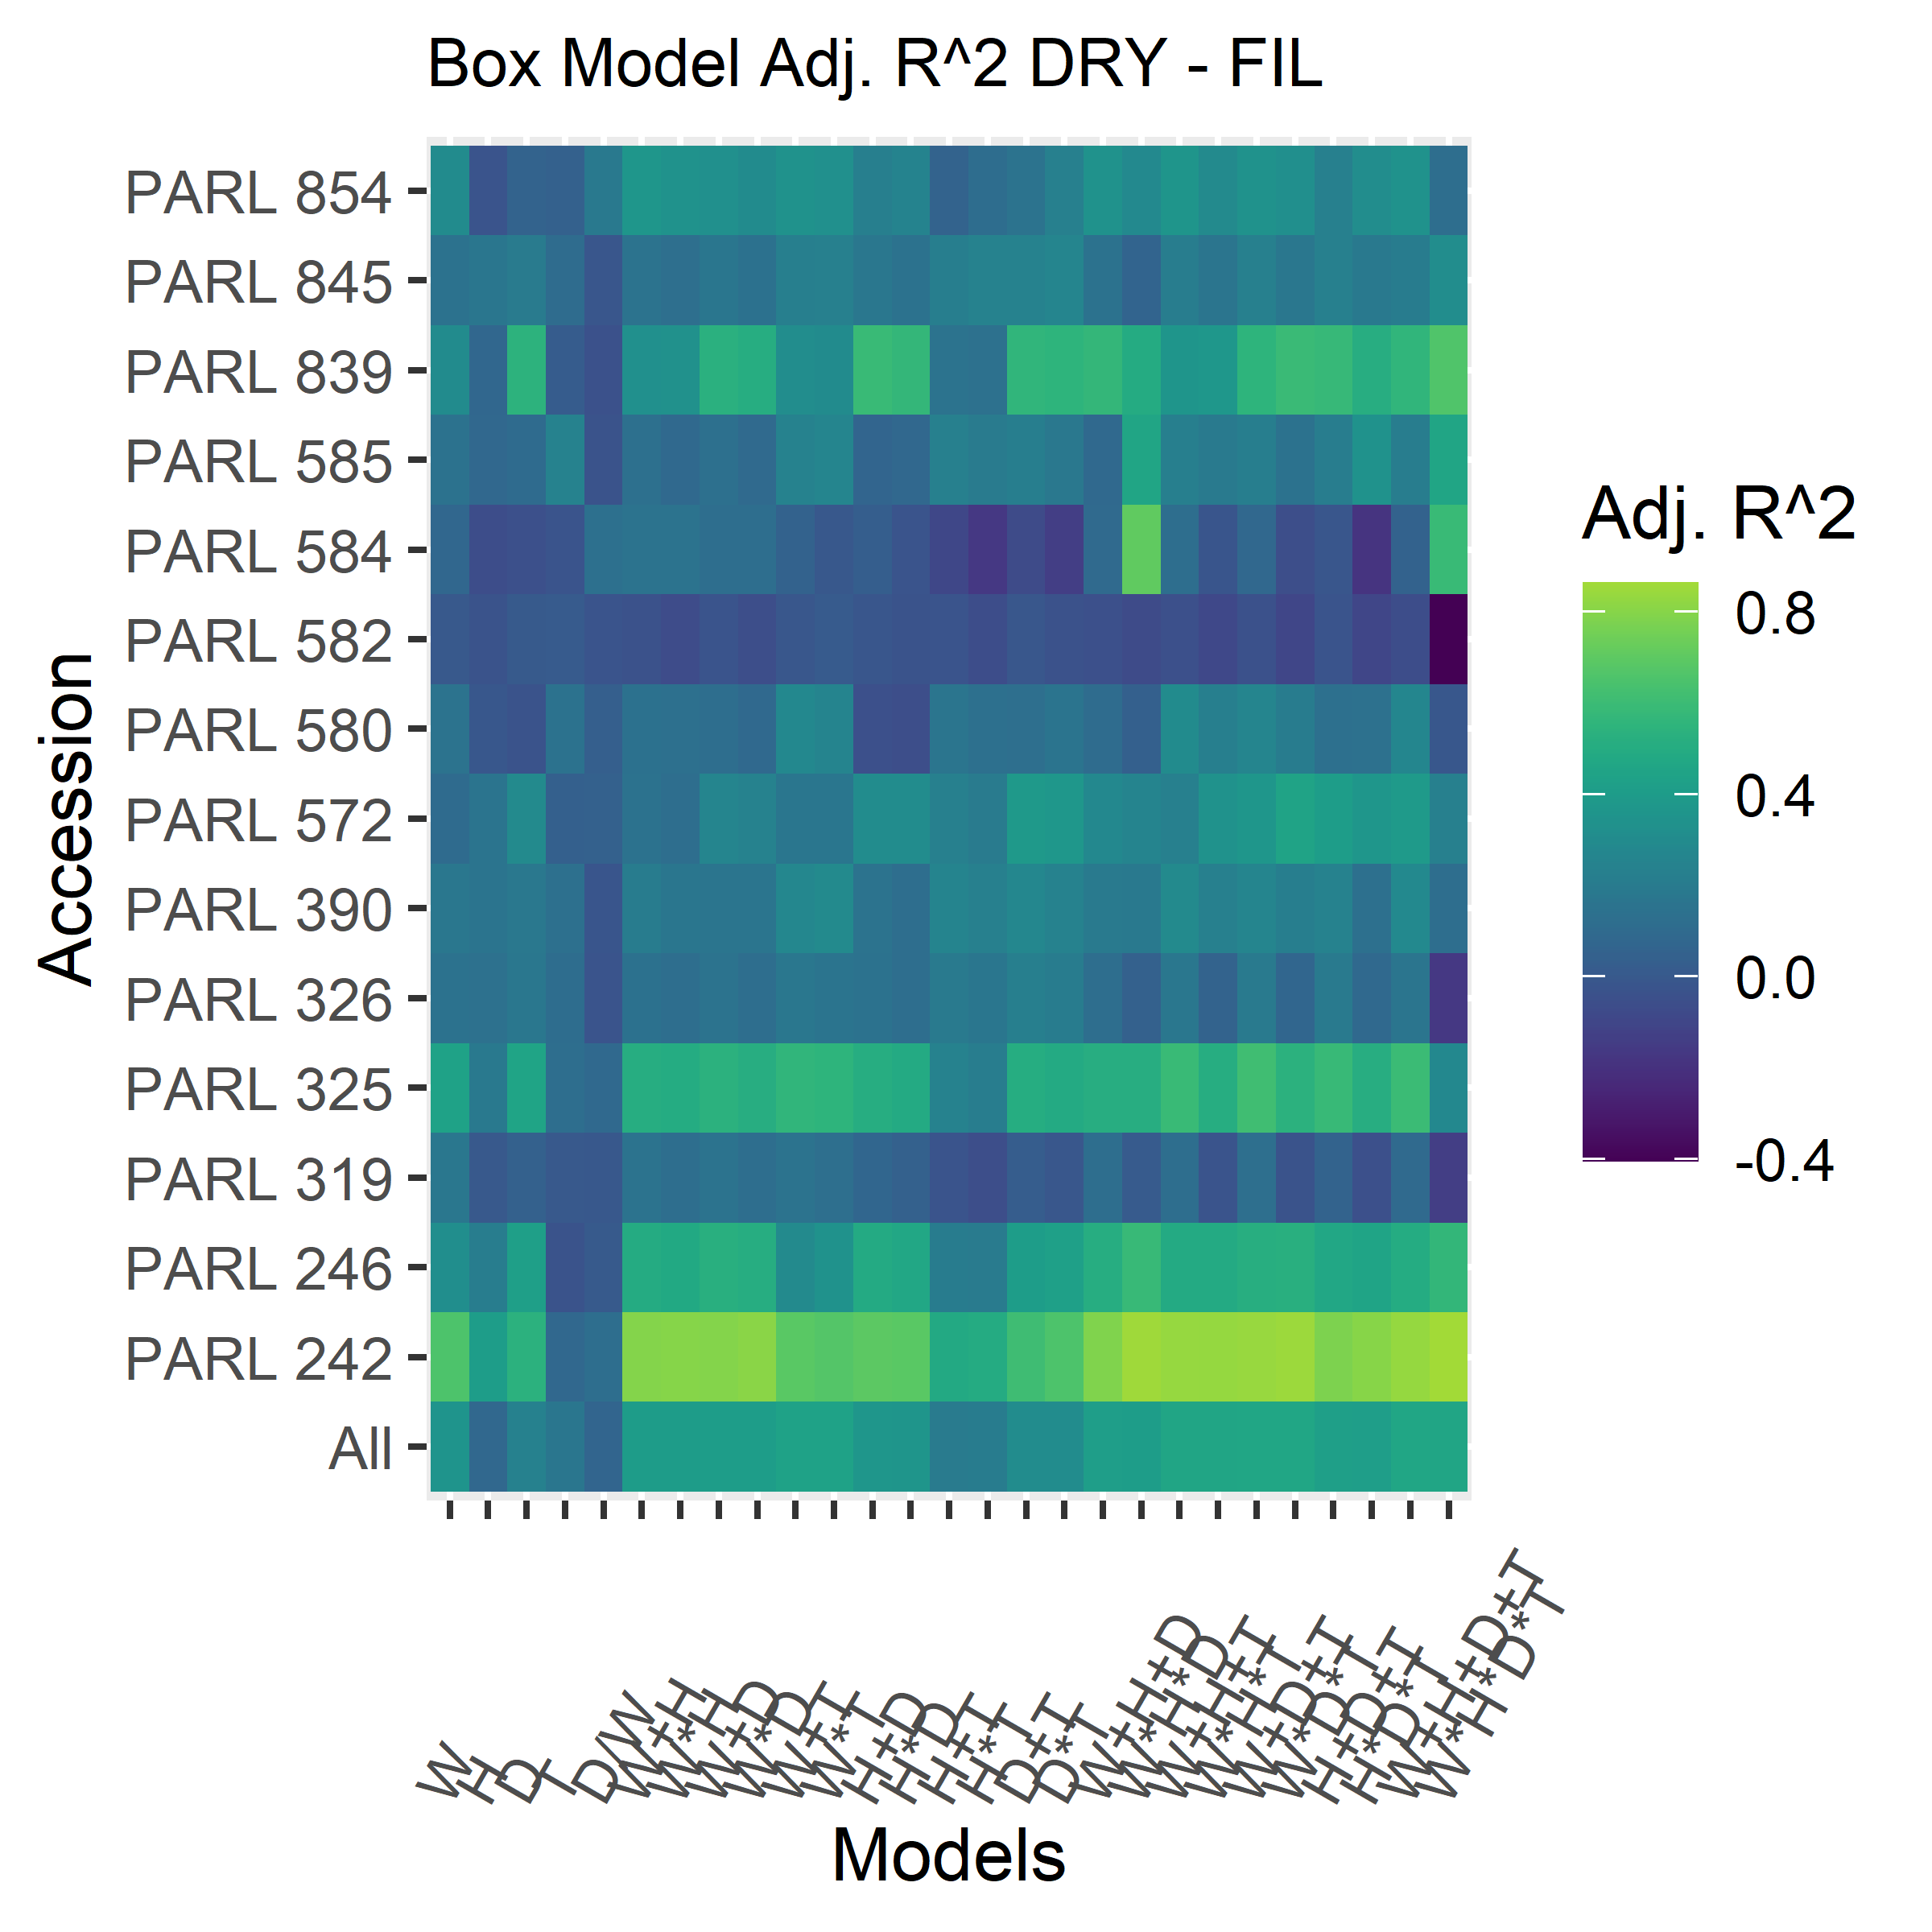 Box Model Adj. R^2 DRY - FIL
Accession
PARL 854
PARL 845
PARL 839
PARL 585
PARL 584
PARL 582
PARL 580
PARL 572
PARL 390
PARL 326
PARL 325
PARL 319
PARL 246
PARL 242
All
W
H
D
T
D/W
W+H
W*H
W+D
W*D
W+T
W*T
H+D
H*D
H+T
H*T
D+T
D*T
W+H+D
W*H*D
W+H+T
W*H*T
W+D+T
W*D*T
H+D+T
H*D*T
W+H+D+T
W*H*D*T
Models
Adj. R^2
0.8
0.4
0.0
-0.4